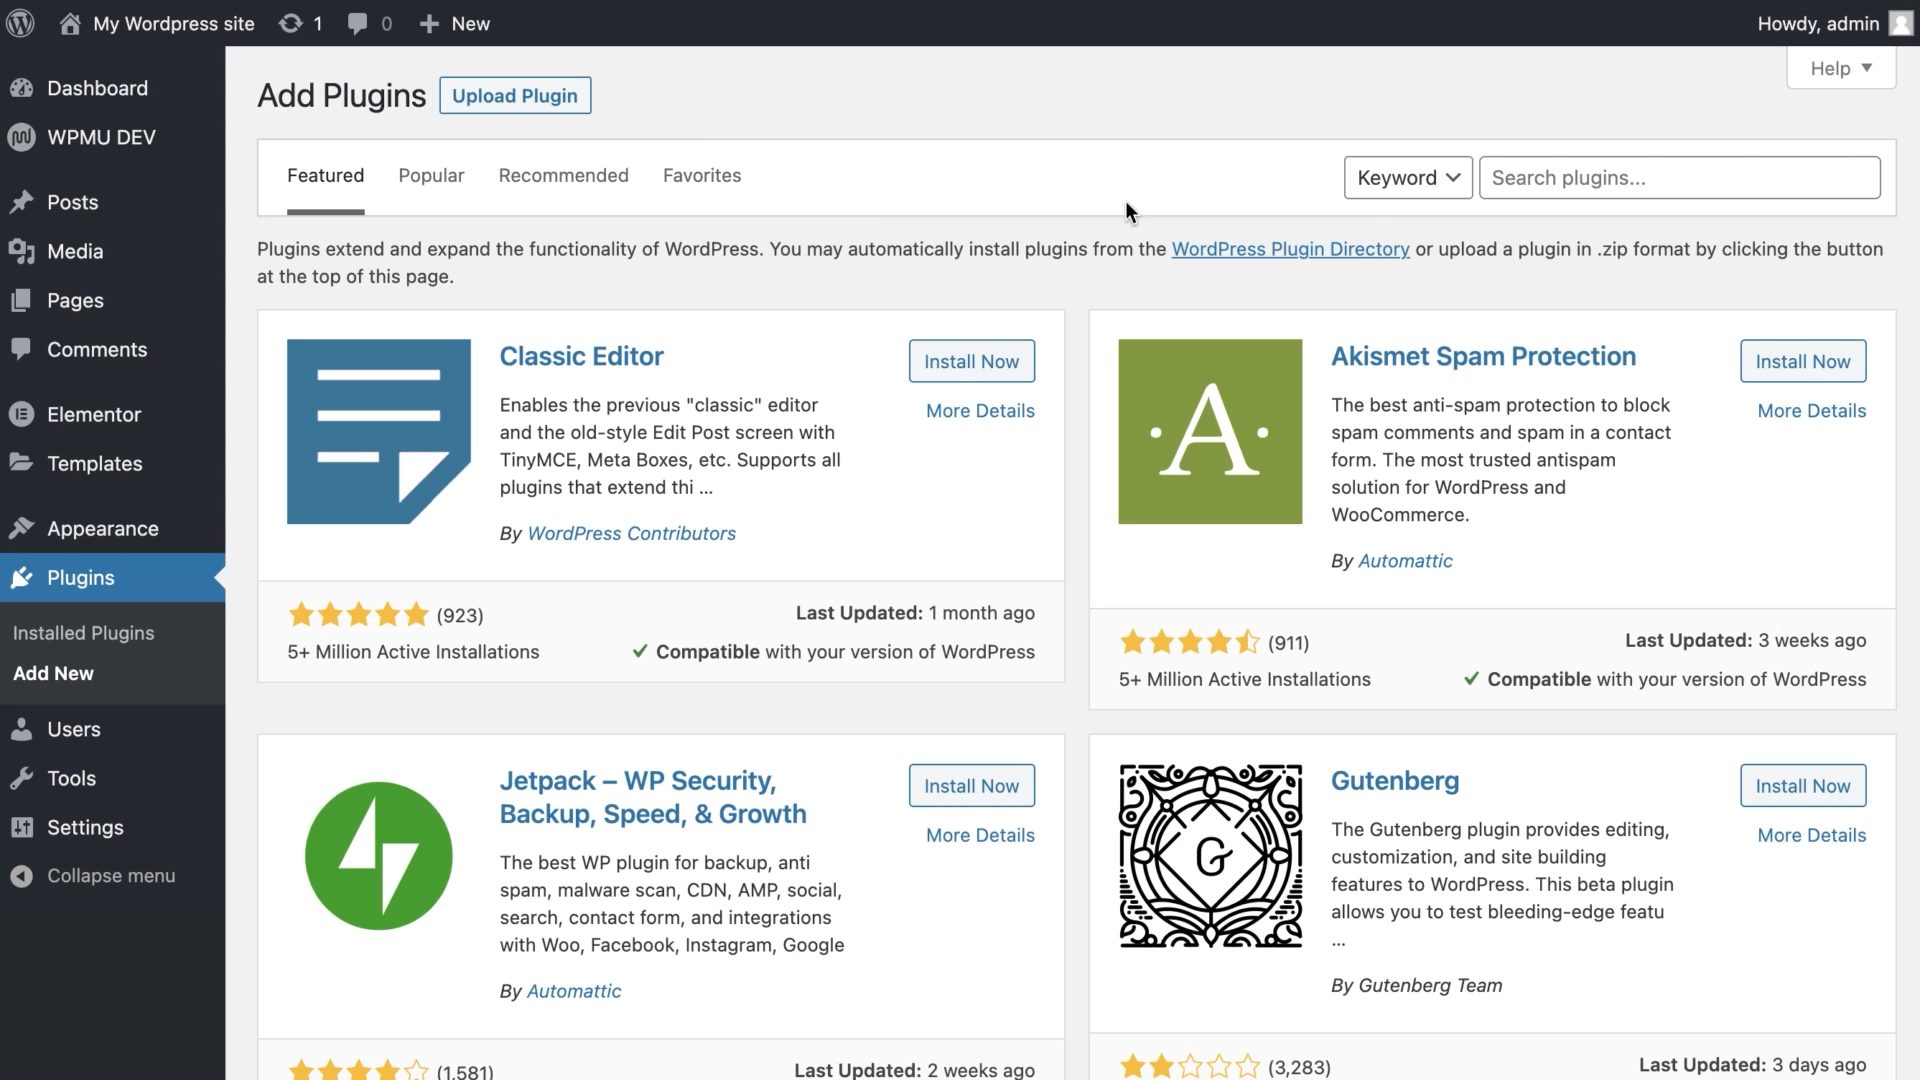 My Wordpress site 1 0 New Howdy, admin
Help
Dashboard
WPMU DEV
Posts
Media
Pages
Comments
Elementor
Templates
Appearance
Plugins
Installed Plugins
Add New
Users
Tools
Settings
Collapse menu
Add Plugins Upload Plugin
Featured Popular Recommended Favorites Keyword Search plugins...
Plugins extend and expand the functionality of WordPress. You may automatically install plugins from the WordPress Plugin Directory or upload a plugin in .zip format by clicking the button
at the top of this page.
Classic Editor
Install Now
More Details
Enables the previous "classic" editor
and the old-style Edit Post screen with
TinyMCE, Meta Boxes, etc. Supports all
plugins that extend thi ...
By WordPress Contributors
(923)
Last Updated: 1 month ago
5+ Million Active Installations
Compatible with your version of WordPress
A
Akismet Spam Protection
Install Now
More Details
The best anti-spam protection to block
spam comments and spam in a contact
form. The most trusted antispam
solution for WordPress and
WooCommerce.
By Automattic
(911)
Last Updated: 3 weeks ago
5+ Million Active Installations
Compatible with your version of WordPress
Jetpack – WP Security,
Backup, Speed, & Growth
Install Now
More Details
The best WP plugin for backup, anti
spam, malware scan, CDN, AMP, social,
search, contact form, and integrations
with Woo, Facebook, Instagram, Google
By Automattic
(1,581)
Last Updated: 2 weeks ago
G
Gutenberg
Install Now
More Details
The Gutenberg plugin provides editing,
customization, and site building
features to WordPress. This beta plugin
allows you to test bleeding-edge featu
...
By Gutenberg Team
(3,283)
Last Updated: 3 days ago